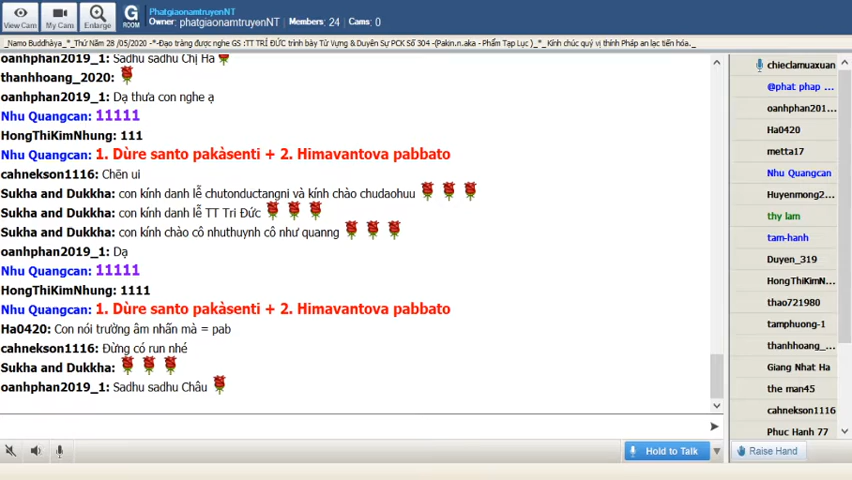 View Cam
My Cam
Enlarge
G
ROOM
PhatgiaonamtruyenNT
Owner: phatgiaonamtruyenNT Members: 24 Cams: 0
_Namo Buddhàya_*_Thứ Năm 28 /05/2020 -*-Đạo tràng được nghe GS :TT TRÍ ĐỨC trình bày Từ Vựng & Duyên Sự PCK Số 304 -(Pakin.n.aka - Phẩm Tạp Lục )_*_ Kính chúc quý vị thính Pháp an lạc tiến hóa._
oanhphan2019_1: Sadhu sadhu Chị Hà
thanhhoang_2020:
oanhphan2019_1: Dạ thưa con nghe ạ
Nhu Quangcan: 11111
HongThiKimNhung: 111
Nhu Quangcan: 1. Dùre santo pakàsenti + 2. Himavantova pabbato
cahnekson1116: Chẽn ui
Sukha and Dukkha: con kính danh lễ chutonductangni và kính chào chudaohuu
Sukha and Dukkha: con kính danh lễ TT Tri Đức
Sukha and Dukkha: con kính chào cô nhuthuynh cô như quanng
oanhphan2019_1: Dạ
Nhu Quangcan: 11111
HongThiKimNhung: 1111
Nhu Quangcan: 1. Dùre santo pakàsenti + 2. Himavantova pabbato
Ha0420: Con nói trường âm nhấn mà = pab
cahnekson1116: Đừng có run nhé
Sukha and Dukkha:
oanhphan2019_1: Sadhu sadhu Châu
Hold to Talk
chieclamuaxuan
@phat phap ...
oanhphan201...
Ha0420
metta17
Nhu Quangcan
Huyenmong2...
thy lam
tam-hanh
Duyen_319
HongThiKimN...
thao721980
tamphuong-1
thanhhoang_...
Giang Nhat Ha
the man45
cahnekson1116
Phuc Hanh 77
Raise Hand